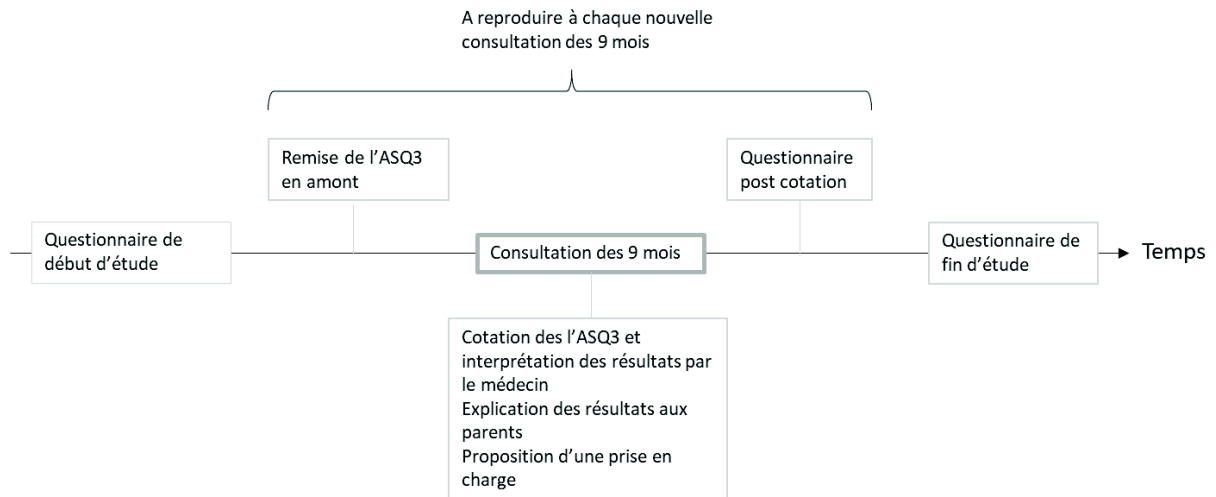 A reproduire à chaque nouvelle
consultation des 9 mois
Remise de l'ASQ3
en amont
Questionnaire
post cotation
Questionnaire de
début d'étude
Consultation des 9 mois
Questionnaire de
fin d'étude
Temps
Cotation des l'ASQ3 et
interprétation des résultats par
le médecin
Explication des résultats aux
parents
Proposition d'une prise en
charge